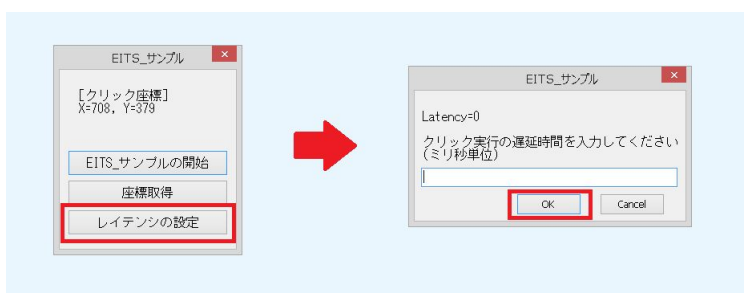 EITS_サンプル
[クリック座標]
X=708, Y=379
EITS_サンプルの開始
座標取得
レイテンシの設定
EITS_サンプル
Latency=0
クリック実行の遅延時間を入力してください
(ミリ秒単位)
OK
Cancel